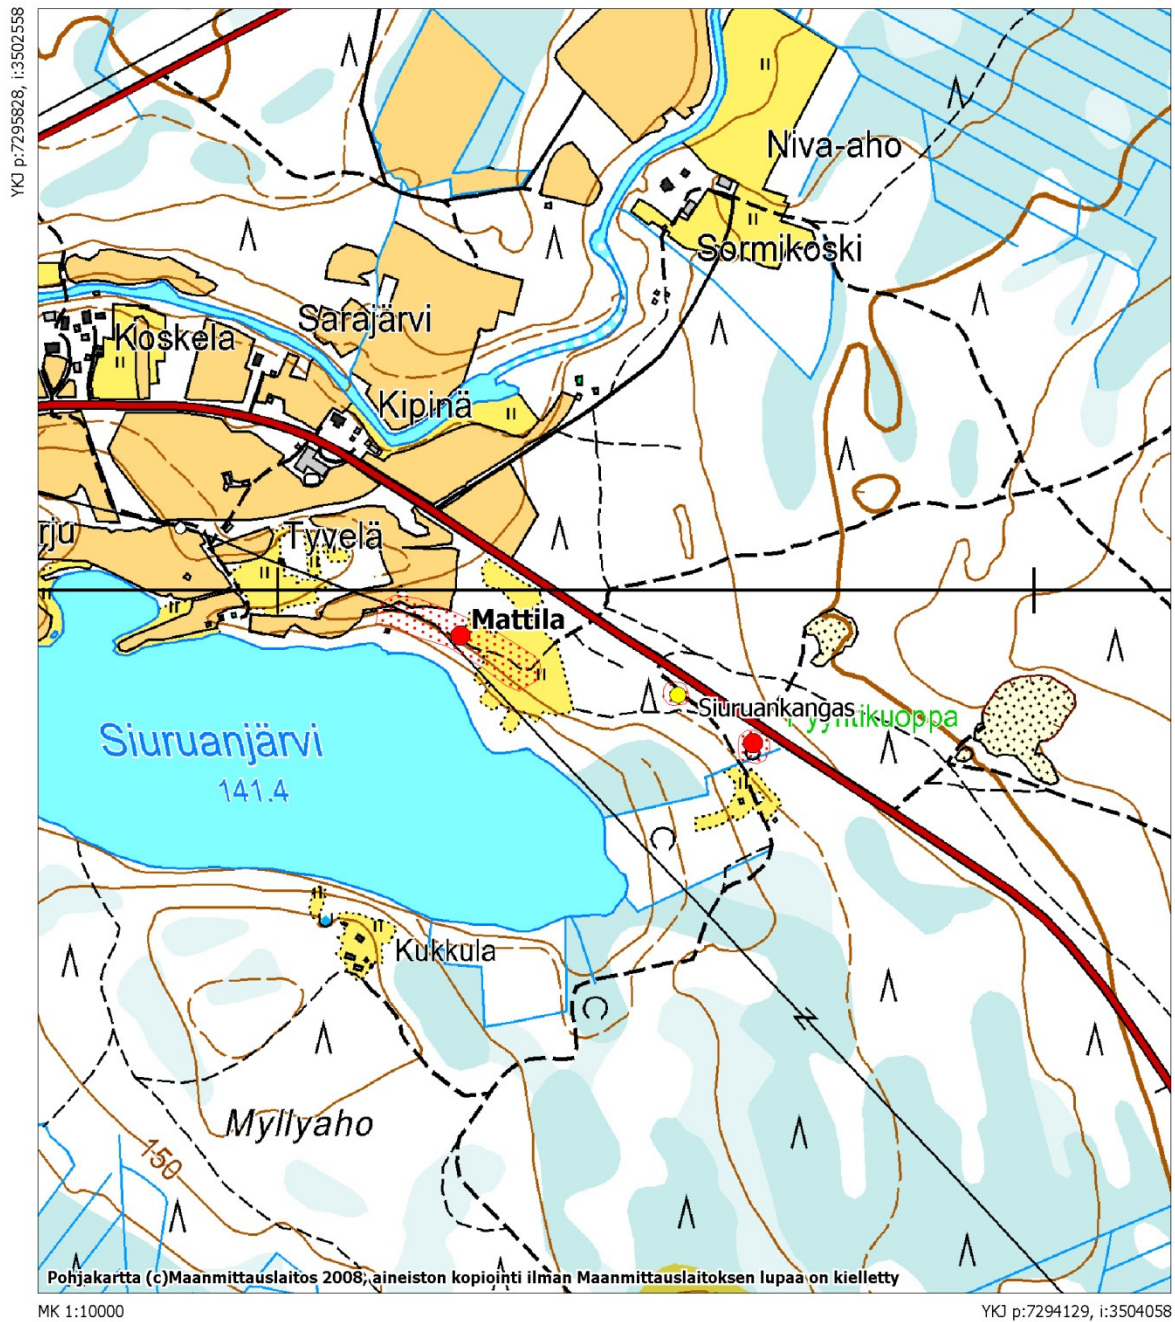 YKJ p:7295828, i:3502558
Niva-aho
Sormikoski
Sarajärvi
Koskela
Kipinä
rju
Tyvelä
Mattila
Siuruankangas
Siuruanjärvi
141.4
Kukkula
Myllyaho
150
Pohjakartta (c)Maanmittauslaitos 2008, aineiston kopiointi ilman Maanmittauslaitoksen lupaa on kielletty
MK 1:10000
YKJ p:7294129, i:3504058